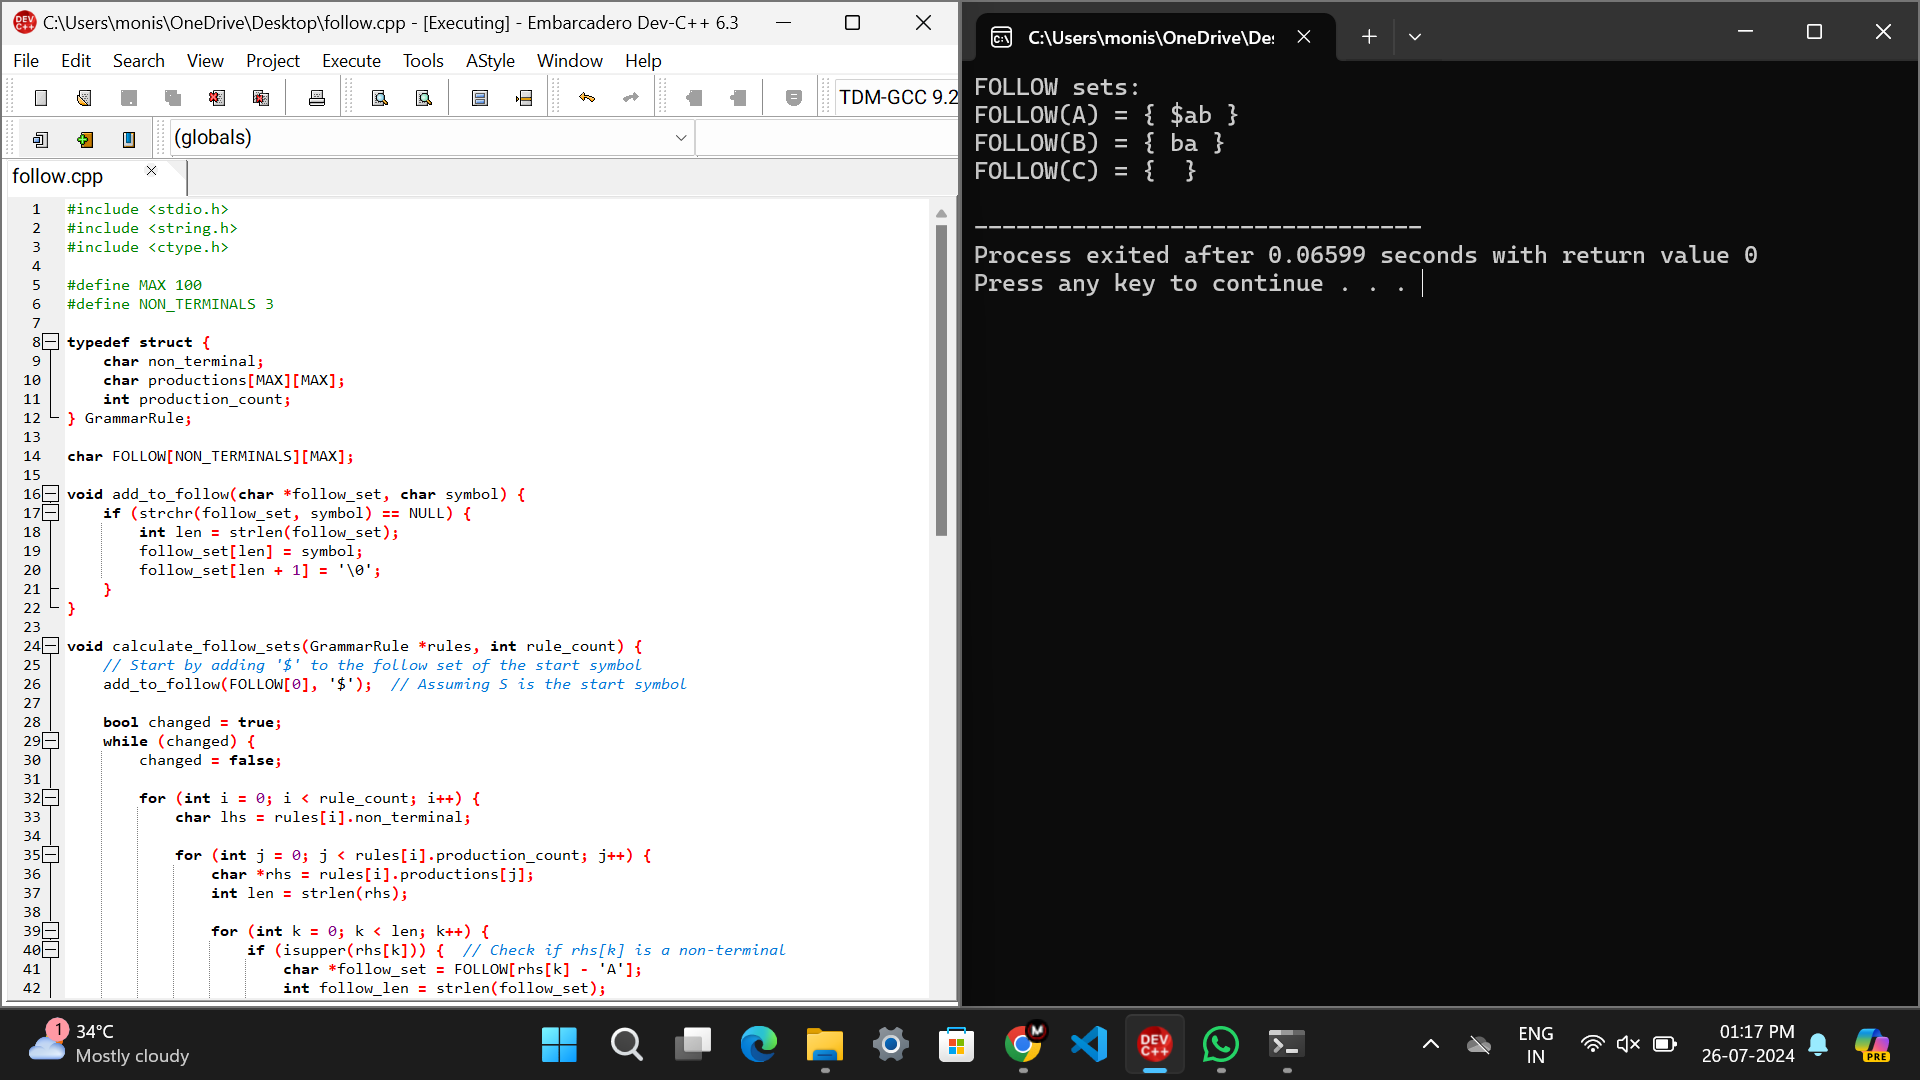 C:\Users\monis\OneDrive\Desktop\follow.cpp - [Executing] - Embarcadero Dev-C++ 6.3
File Edit Search View Project Execute Tools AStyle Window Help
TDM-GCC 9.2
(globals)
follow.cpp
1 #include <stdio.h>
2 #include <string.h>
3 #include <ctype.h>
4
5 #define MAX 100
6 #define NON_TERMINALS 3
7
8 typedef struct {
9 char non_terminal;
10 char productions[MAX][MAX];
11 int production_count;
12 } GrammarRule;
13
14 char FOLLOW[NON_TERMINALS][MAX];
15
16 void add_to_follow(char *follow_set, char symbol) {
17 if (strchr(follow_set, symbol) == NULL) {
18 int len = strlen(follow_set);
19 follow_set[len] = symbol;
20 follow_set[len + 1] = '\0';
21 }
22 }
23
24 void calculate_follow_sets(GrammarRule *rules, int rule_count) {
25 // Start by adding '$' to the follow set of the start symbol
26 add_to_follow(FOLLOW[0], '$'); // Assuming S is the start symbol
27
28 bool changed = true;
29 while (changed) {
30 changed = false;
31
32 for (int i = 0; i < rule_count; i++) {
33 char lhs = rules[i].non_terminal;
34
35 for (int j = 0; j < rules[i].production_count; j++) {
36 char *rhs = rules[i].productions[j];
37 int len = strlen(rhs);
38
39 for (int k = 0; k < len; k++) {
40 if (isupper(rhs[k])) { // Check if rhs[k] is a non-terminal
41 char *follow_set = FOLLOW[rhs[k] - 'A'];
42 int follow_len = strlen(follow_set);
C:\Users\monis\OneDrive\Des
FOLLOW sets:
FOLLOW(A) = { $ab }
FOLLOW(B) = { ba }
FOLLOW(C) = {  }
--------------------------------
Process exited after 0.06599 seconds with return value 0
Press any key to continue . . .
1
34°C
Mostly cloudy
M
DEV C++
ENG
IN
01:17 PM
26-07-2024
PRE